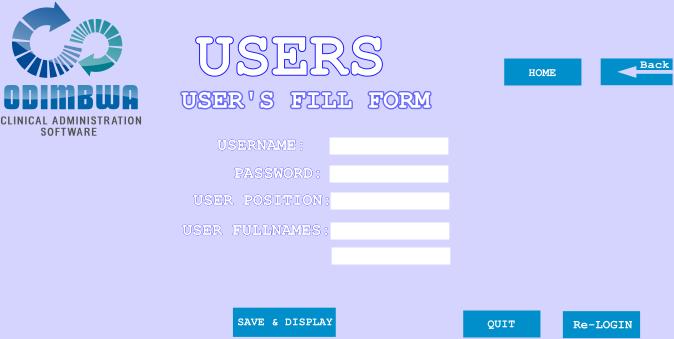 USERS
HOME
Back
ODIMBWA
USER'S FILL FORM
CLINICAL ADMINISTRATION
SOFTWARE
USERNAME:
PASSWORD:
USER POSITION:
USER FULLNAMES:
SAVE & DISPLAY
QUIT
Re-LOGIN